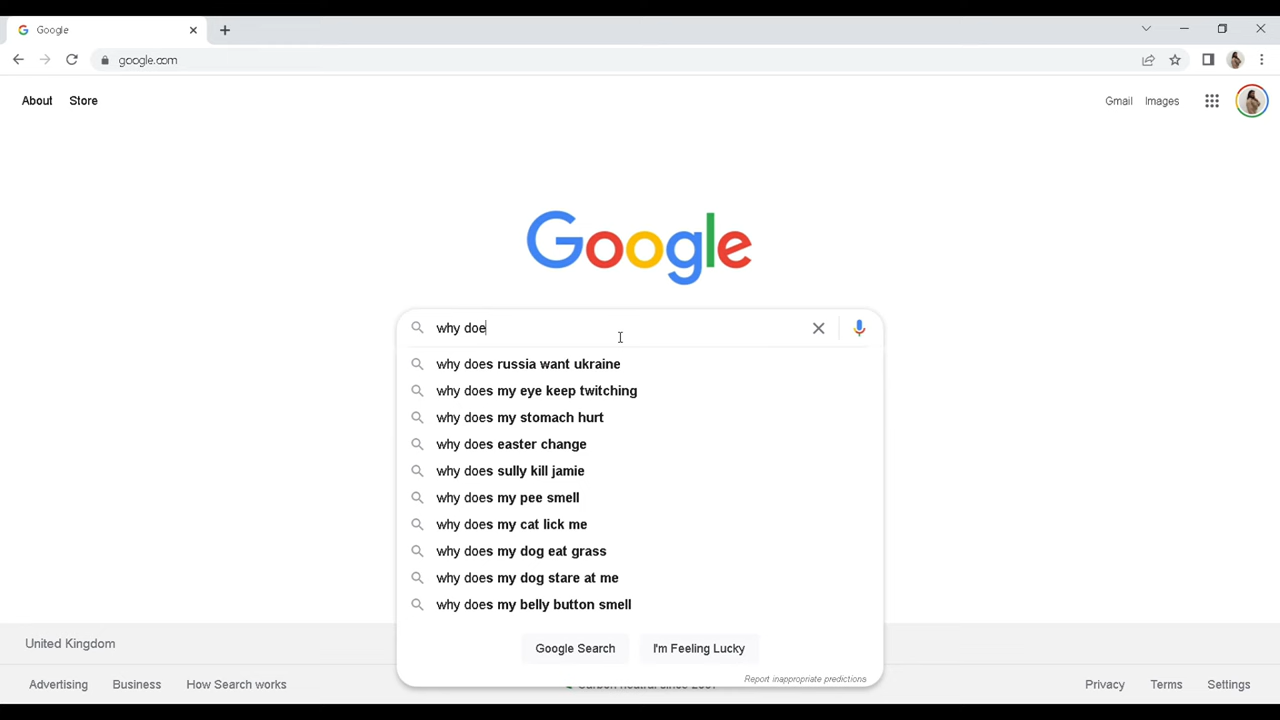 Google
google.com
About Store
Gmail Images
Google
why doe
why does russia want ukraine
why does my eye keep twitching
why does my stomach hurt
why does easter change
why does sully kill jamie
why does my pee smell
why does my cat lick me
why does my dog eat grass
why does my dog stare at me
why does my belly button smell
United Kingdom
Google Search I'm Feeling Lucky
Report inappropriate predictions
Advertising Business How Search works
Carbon neutral since 2007
Privacy Terms Settings